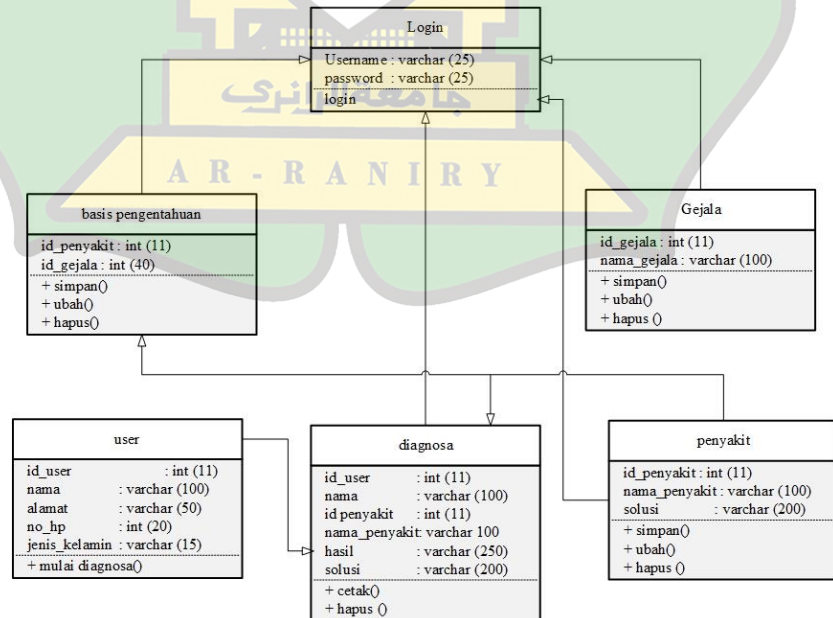 Login
Username : varchar (25)
password : varchar (25)
login
جامعة الرانري
AR-RANIRY
basis pengentahuan
id_penyakit : int (11)
id_gejala : int (40)
+ simpan()
+ ubah()
+ hapus()
Gejala
id_gejala : int (11)
nama_gejala : varchar (100)
+ simpan()
+ ubah()
+ hapus ()
user
id_user : int (11)
nama : varchar (100)
alamat : varchar (50)
no_hp : int (20)
jenis_kelamin : varchar (15)
+ mulai diagnosa()
diagnosa
id_user : int (11)
nama : varchar (100)
id penyakit : int (11)
nama_penyakit: varchar 100
hasil : varchar (250)
solusi : varchar (200)
+ cetak()
+ hapus ()
penyakit
id_penyakit : int (11)
nama_penyakit : varchar (100)
solusi : varchar (200)
+ simpan()
+ ubah()
+ hapus ()